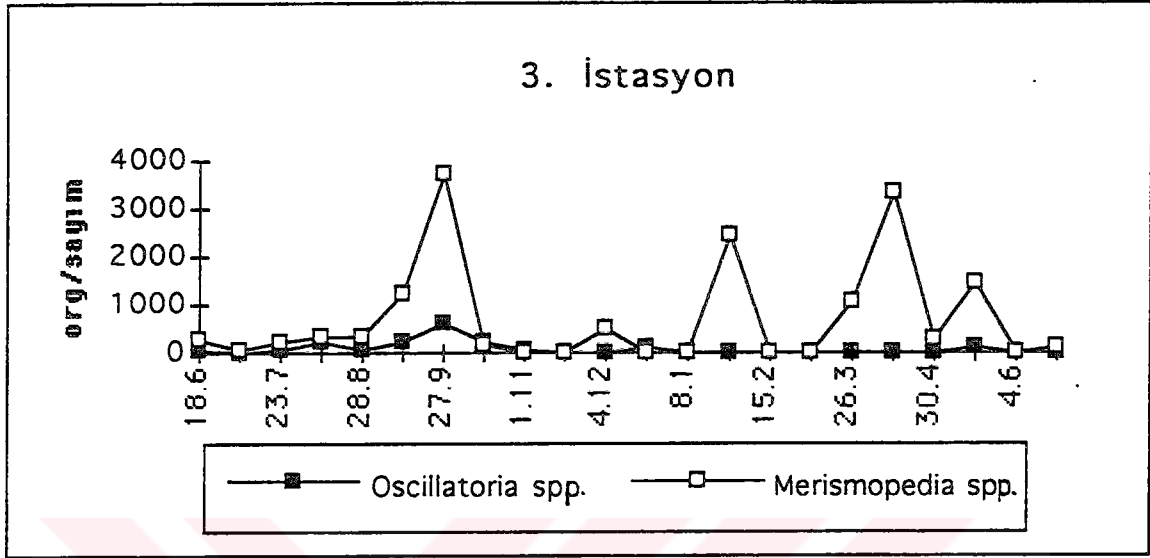 3. İstasyon
org/sayım
4000
3000
2000
1000
0
18.6 23.7 28.8 27.9 1.11 4.12 8.1 15.2 26.3 30.4 4.6
Oscillatoria spp. Merismopedia spp.